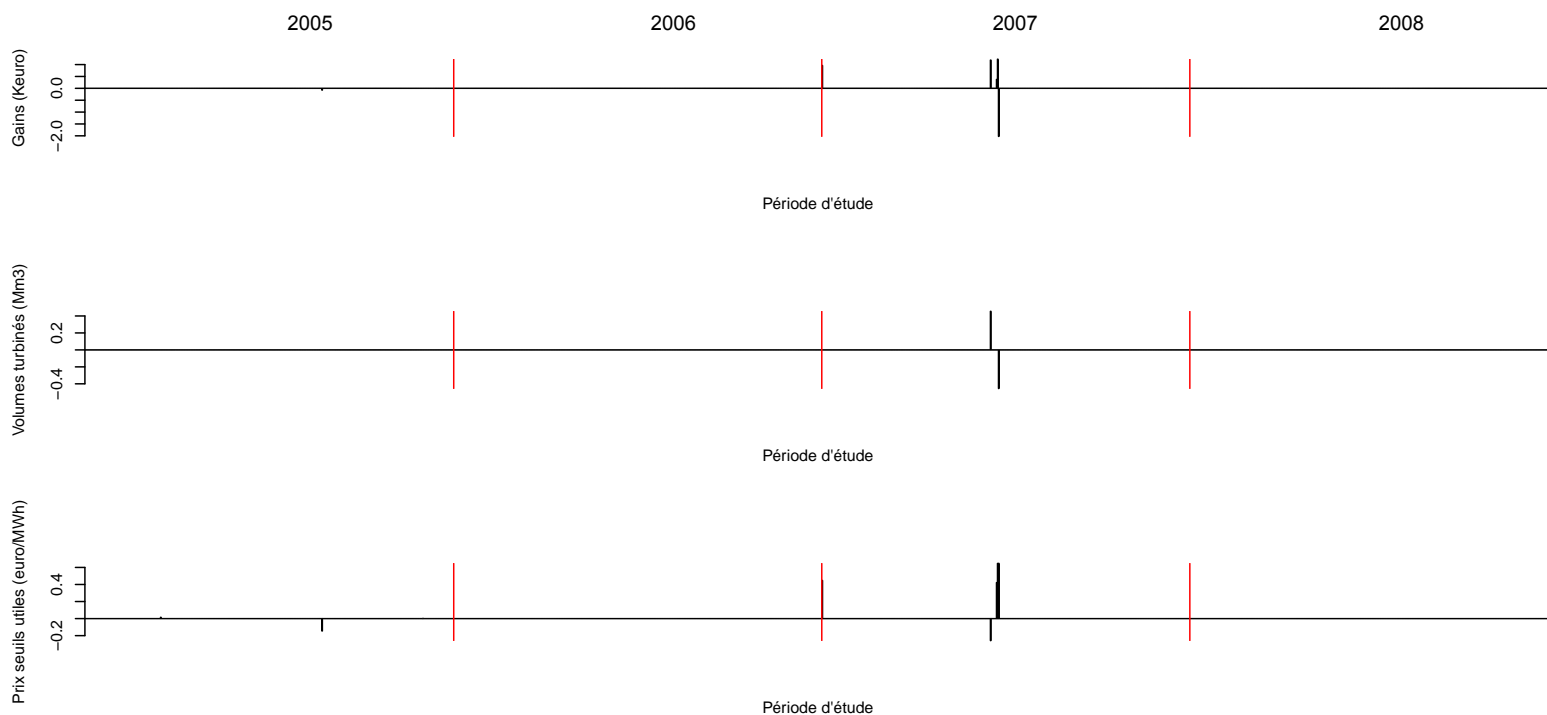 2005 2006 2007 2008
Gains (Keuro)
0.0
−2.0
Période d'étude
Volumes turbinés (Mm3)
0.2
−0.4
Période d'étude
Prix seuils utiles (euro/MWh)
0.4
−0.2
Période d'étude